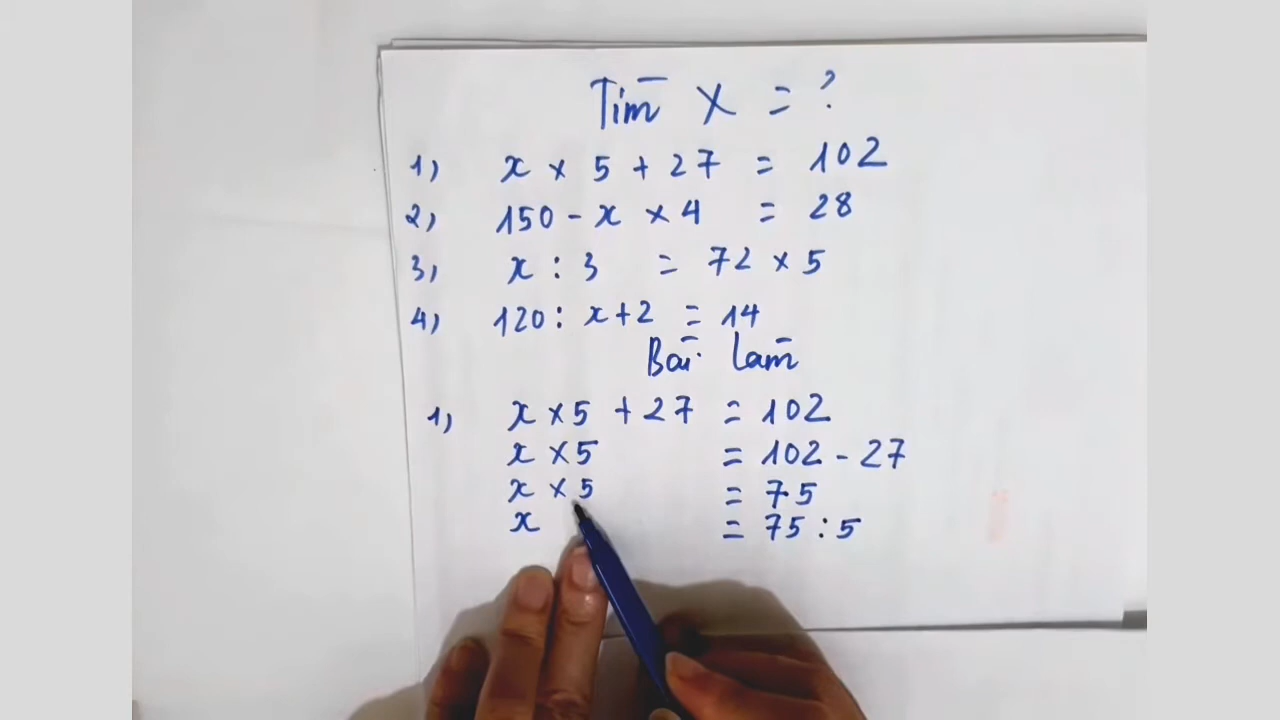 Tìm X = ?
1) x × 5 + 27 = 102
2) 150 - x × 4 = 28
3) x : 3 = 72 × 5
4) 120 : x + 2 = 14
Bài làm
1) x × 5 + 27 = 102
x × 5 = 102 - 27
x × 5 = 75
x = 75 : 5